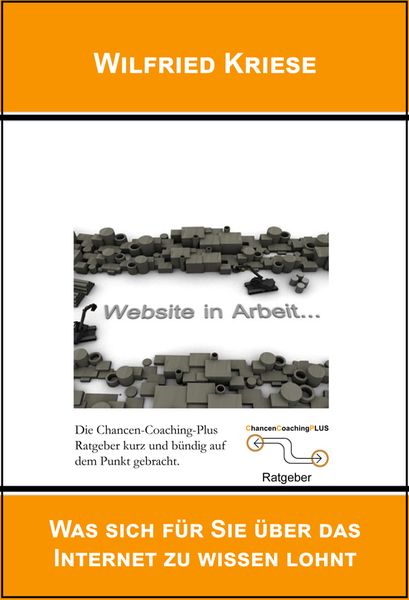 WILFRIED KRIESE
Website in Arbeit...
Die Chancen-Coaching-Plus
Ratgeber kurz und bündig auf
dem Punkt gebracht.
ChancenCoachingPLUS
Ratgeber
WAS SICH FÜR SIE ÜBER DAS
INTERNET ZU WISSEN LOHNT